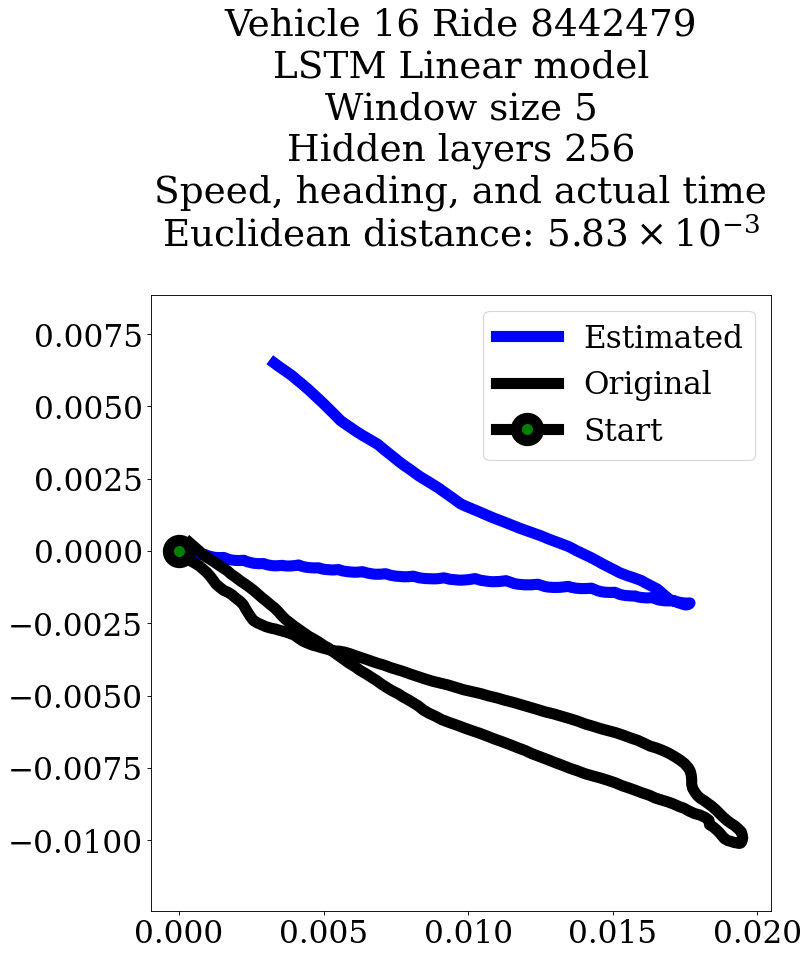 Vehicle 16 Ride 8442479
LSTM Linear model
Window size 5
Hidden layers 256
Speed, heading, and actual time
Euclidean distance: 5.83 × 10⁻³
Estimated
Original
Start
0.0075
0.0050
0.0025
0.0000
−0.0025
−0.0050
−0.0075
−0.0100
0.000 0.005 0.010 0.015 0.020